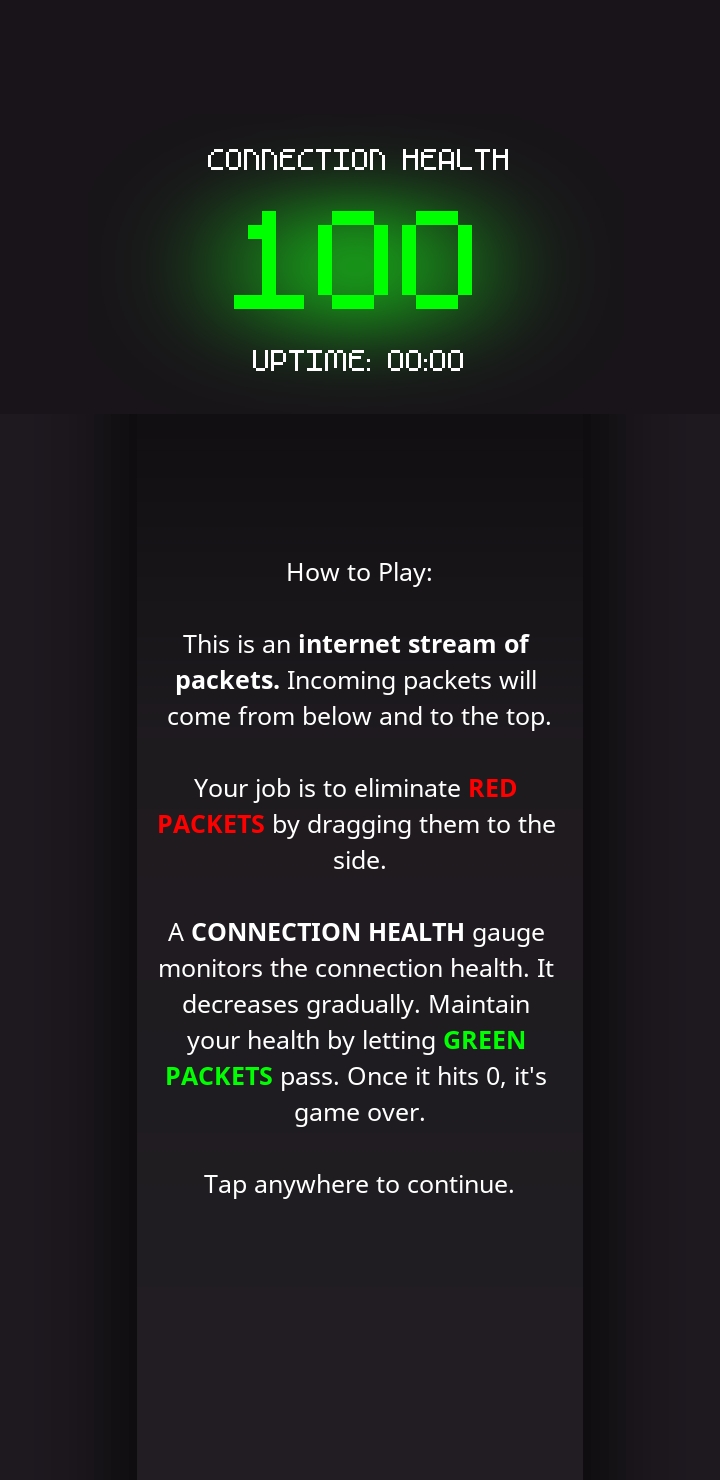 CONNECTION HEALTH
100
UPTIME: 00:00
How to Play:
This is an internet stream of
packets. Incoming packets will
come from below and to the top.
Your job is to eliminate RED
PACKETS by dragging them to the
side.
A CONNECTION HEALTH gauge
monitors the connection health. It
decreases gradually. Maintain
your health by letting GREEN
PACKETS pass. Once it hits 0, it's
game over.
Tap anywhere to continue.